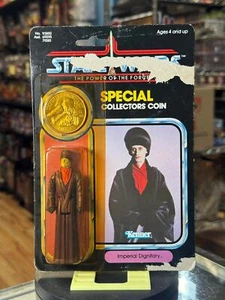 Ages 4 and up
STAR WARS
THE POWER OF THE FORCE
SPECIAL
COLLECTORS COIN
Kenner
Imperial Dignitary